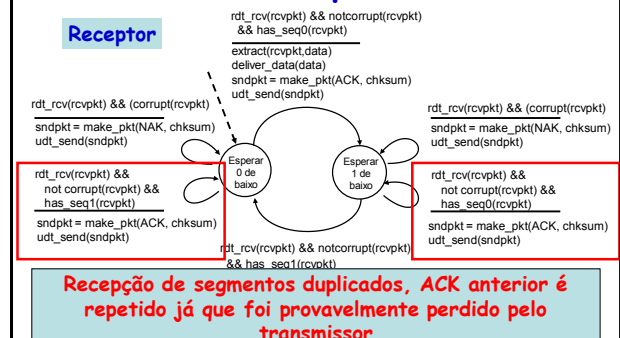 rdt_rcv(rcvpkt) && notcorrupt(rcvpkt)
&& has_seq0(rcvpkt)
Receptor
extract(rcvpkt,data)
deliver_data(data)
sndpkt = make_pkt(ACK, chksum)
udt_send(sndpkt)
rdt_rcv(rcvpkt) && (corrupt(rcvpkt)
sndpkt = make_pkt(NAK, chksum)
udt_send(sndpkt)
rdt_rcv(rcvpkt) &&
not corrupt(rcvpkt) &&
has_seq1(rcvpkt)
sndpkt = make_pkt(ACK, chksum)
udt_send(sndpkt)
Esperar
0 de
baixo
Esperar
1 de
baixo
rdt_rcv(rcvpkt) && (corrupt(rcvpkt)
sndpkt = make_pkt(NAK, chksum)
udt_send(sndpkt)
rdt_rcv(rcvpkt) &&
not corrupt(rcvpkt) &&
has_seq0(rcvpkt)
sndpkt = make_pkt(ACK, chksum)
udt_send(sndpkt)
rdt_rcv(rcvpkt) && notcorrupt(rcvpkt)
&& has_seq1(rcvpkt)
Recepção de segmentos duplicados, ACK anterior é
repetido já que foi provavelmente perdido pelo
transmissor